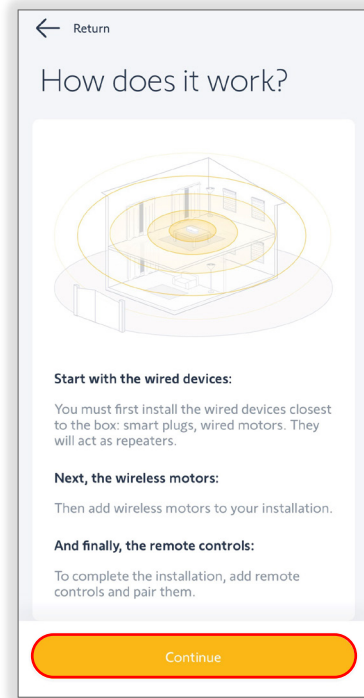 Return
How does it work?
Start with the wired devices:
You must first install the wired devices closest
to the box: smart plugs, wired motors. They
will act as repeaters.
Next, the wireless motors:
Then add wireless motors to your installation.
And finally, the remote controls:
To complete the installation, add remote
controls and pair them.
Continue